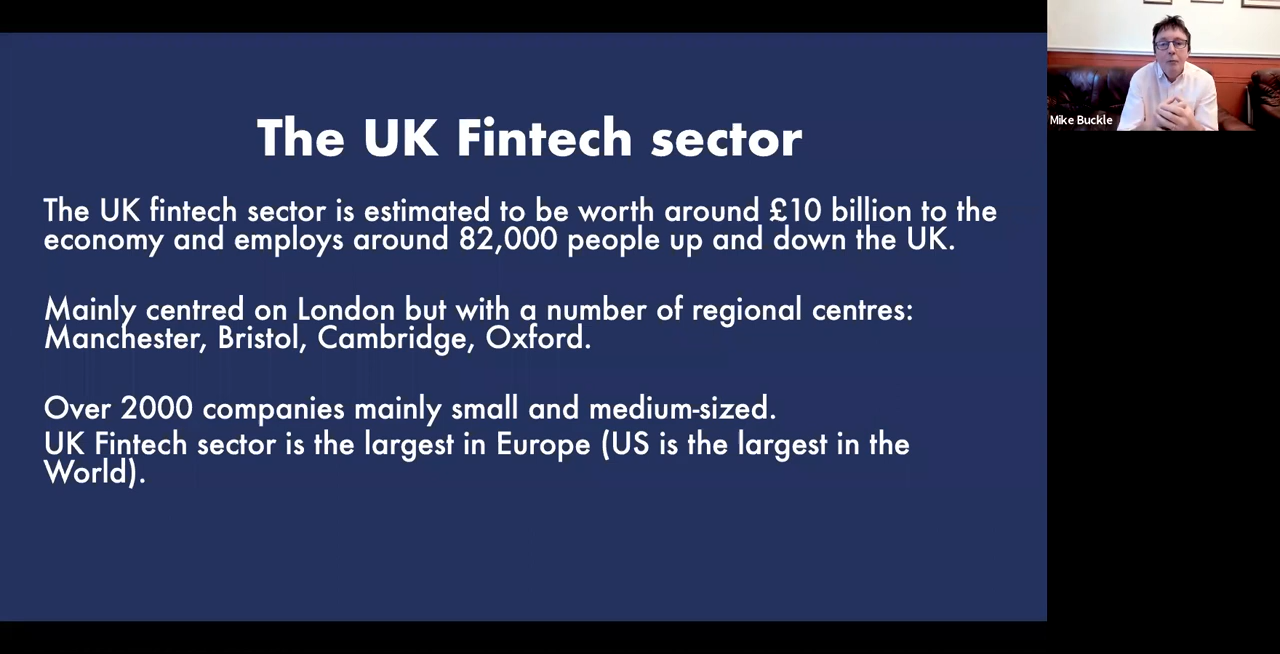 The UK Fintech sector
The UK fintech sector is estimated to be worth around £10 billion to the
economy and employs around 82,000 people up and down the UK.
Mainly centred on London but with a number of regional centres:
Manchester, Bristol, Cambridge, Oxford.
Over 2000 companies mainly small and medium-sized.
UK Fintech sector is the largest in Europe (US is the largest in the
World).
Mike Buckle